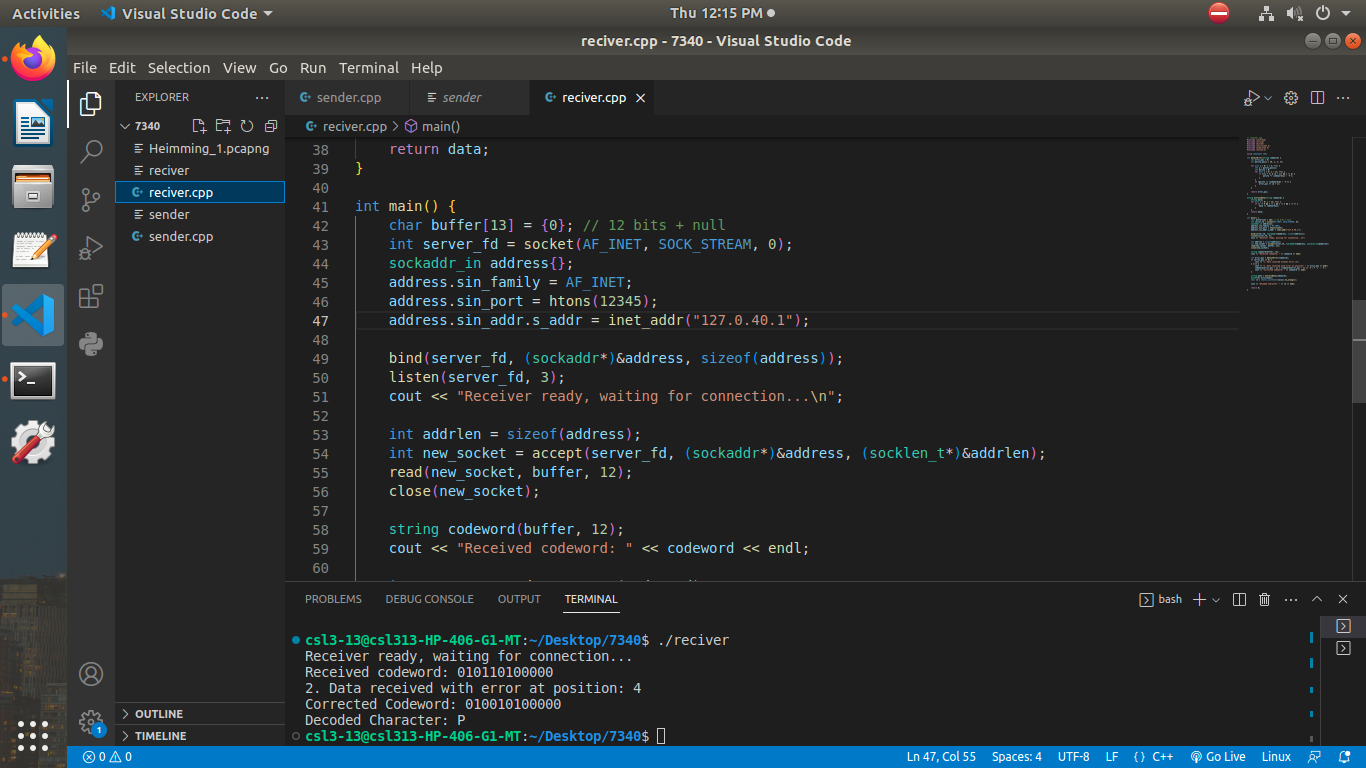 Activities Visual Studio Code Thu 12:15 PM
reciver.cpp - 7340 - Visual Studio Code
File Edit Selection View Go Run Terminal Help
EXPLORER
7340
Heimming_1.pcapng
reciver
reciver.cpp
sender
sender.cpp
OUTLINE
TIMELINE
sender.cpp sender reciver.cpp
reciver.cpp > main()
38 return data;
39 }
40
41 int main() {
42 char buffer[13] = {0}; // 12 bits + null
43 int server_fd = socket(AF_INET, SOCK_STREAM, 0);
44 sockaddr_in address{};
45 address.sin_family = AF_INET;
46 address.sin_port = htons(12345);
47 address.sin_addr.s_addr = inet_addr("127.0.40.1");
48
49 bind(server_fd, (sockaddr*)&address, sizeof(address));
50 listen(server_fd, 3);
51 cout << "Receiver ready, waiting for connection...\n";
52
53 int addrlen = sizeof(address);
54 int new_socket = accept(server_fd, (sockaddr*)&address, (socklen_t*)&addrlen);
55 read(new_socket, buffer, 12);
56 close(new_socket);
57
58 string codeword(buffer, 12);
59 cout << "Received codeword: " << codeword << endl;
60
PROBLEMS DEBUG CONSOLE OUTPUT TERMINAL
bash
csl3-13@csl313-HP-406-G1-MT:~/Desktop/7340$ ./reciver
Receiver ready, waiting for connection...
Received codeword: 010110100000
2. Data received with error at position: 4
Corrected Codeword: 010010100000
Decoded Character: P
csl3-13@csl313-HP-406-G1-MT:~/Desktop/7340$
1
0 0 Ln 47, Col 55 Spaces: 4 UTF-8 LF {} C++ Go Live Linux